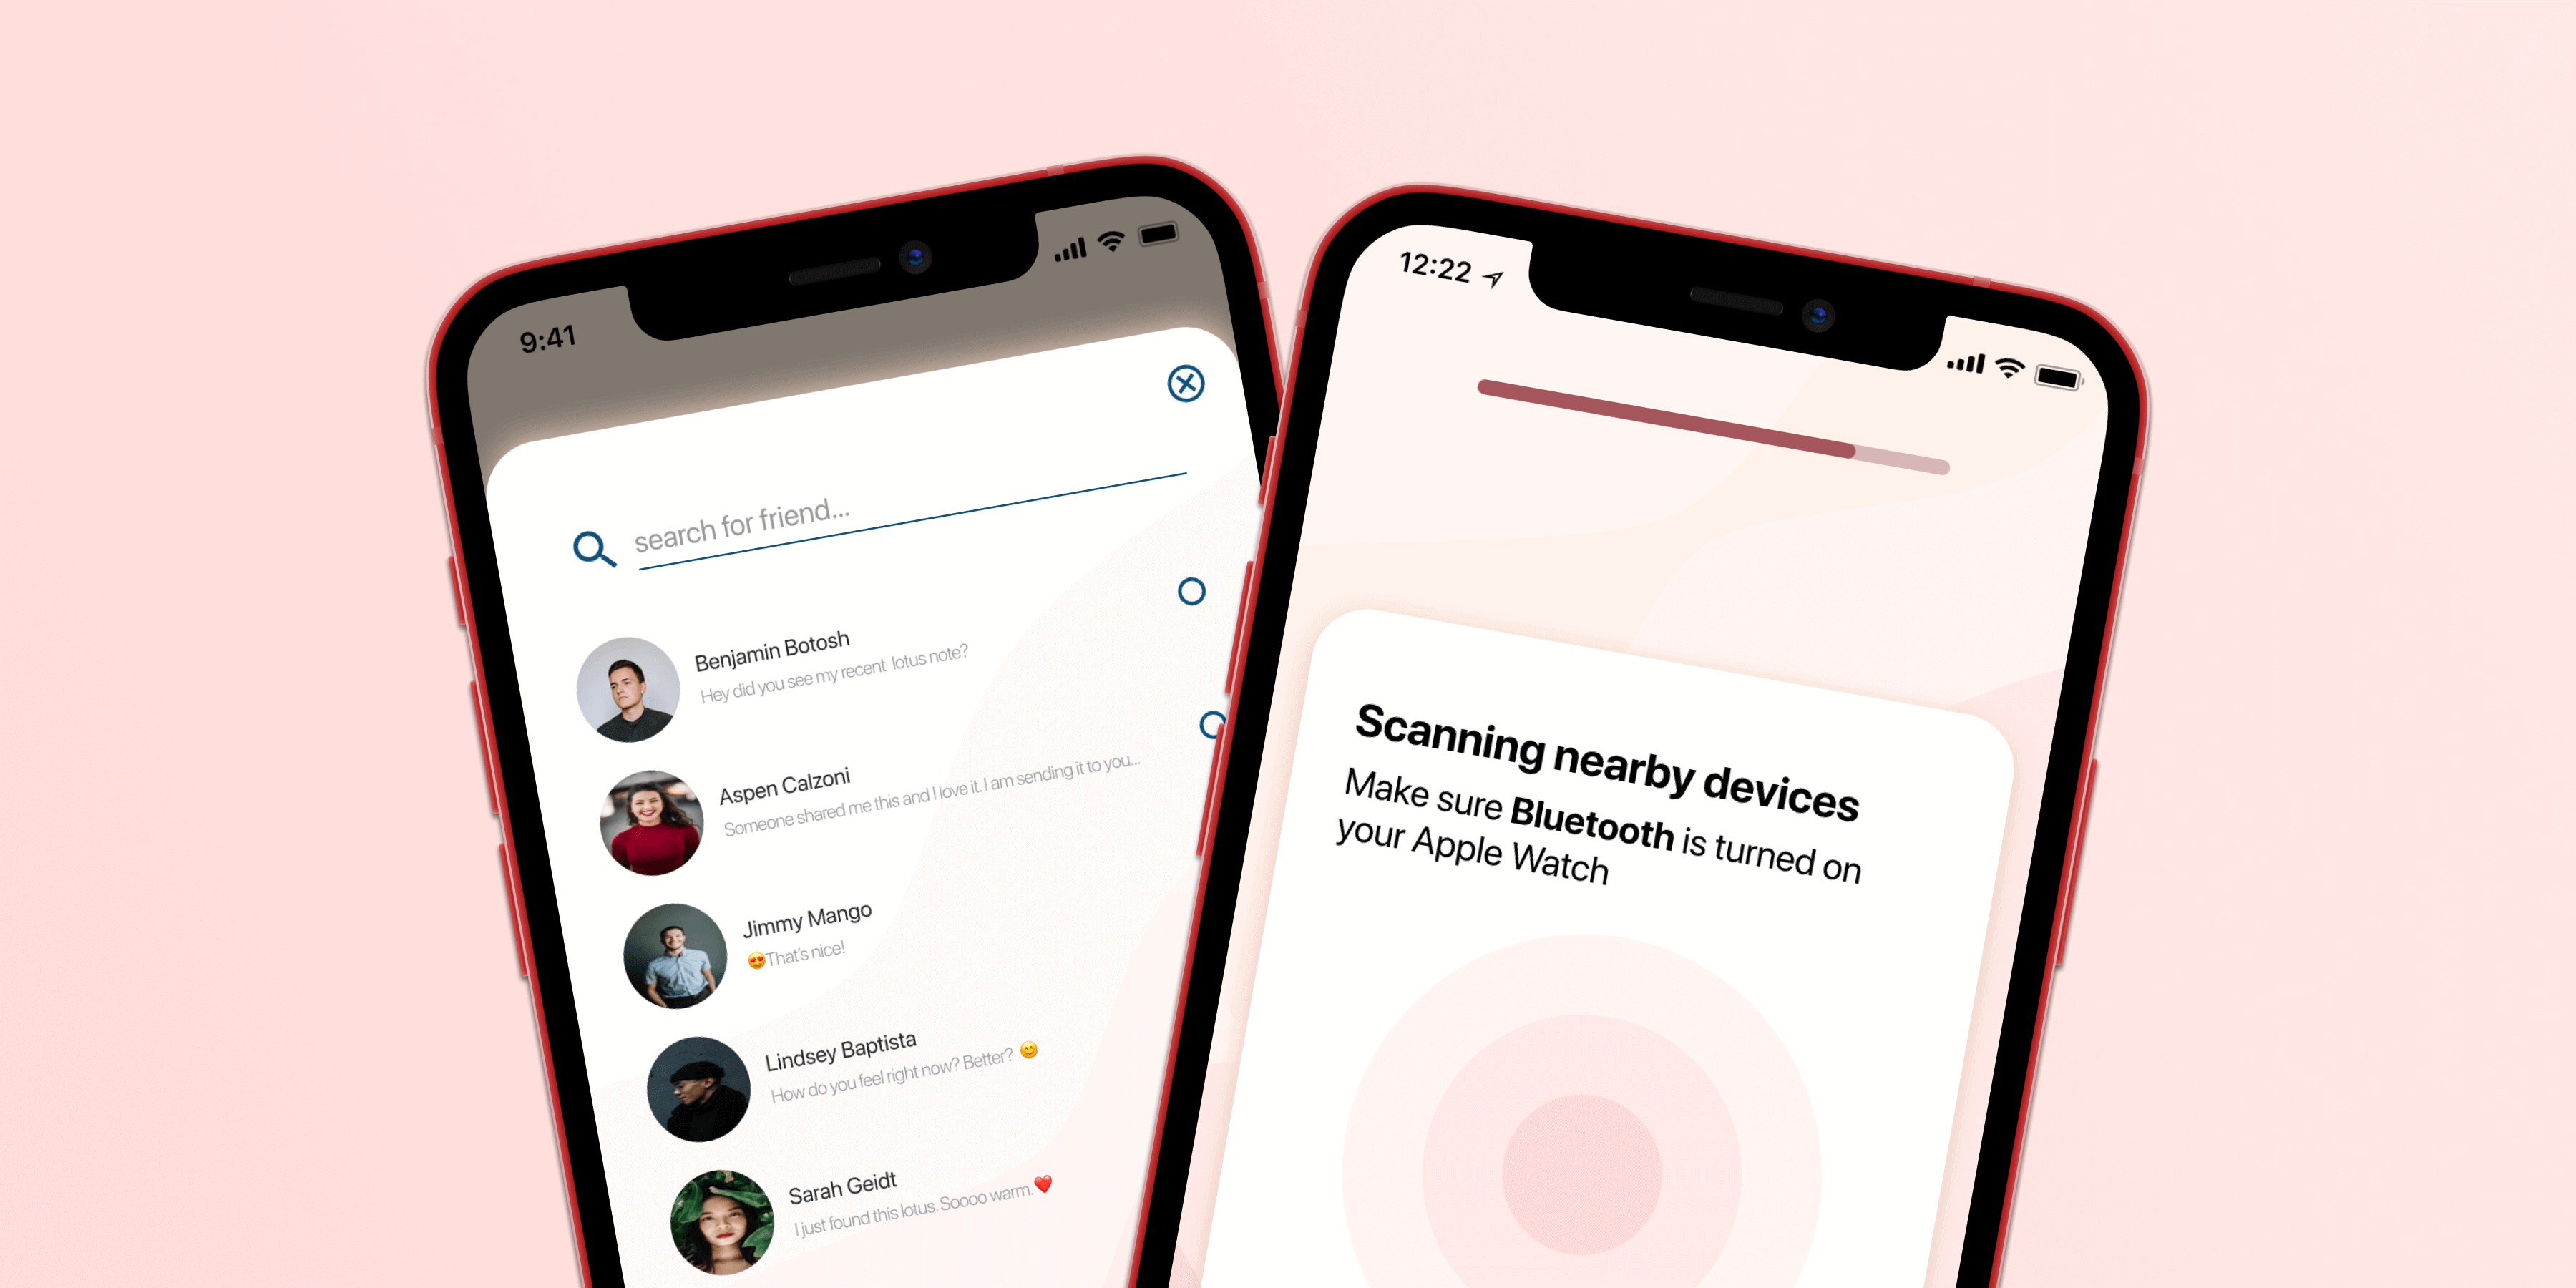 9:41
search for friend...
Benjamin Botosh
Hey did you see my recent lotus note?
Aspen Calzoni
Someone shared me this and I love it. I am sending it to you...
Jimmy Mango
😍That's nice!
Lindsey Baptista
How do you feel right now? Better? 😊
Sarah Geidt
I just found this lotus. Soooo warm.❤️
12:22
Scanning nearby devices
Make sure Bluetooth is turned on
your Apple Watch